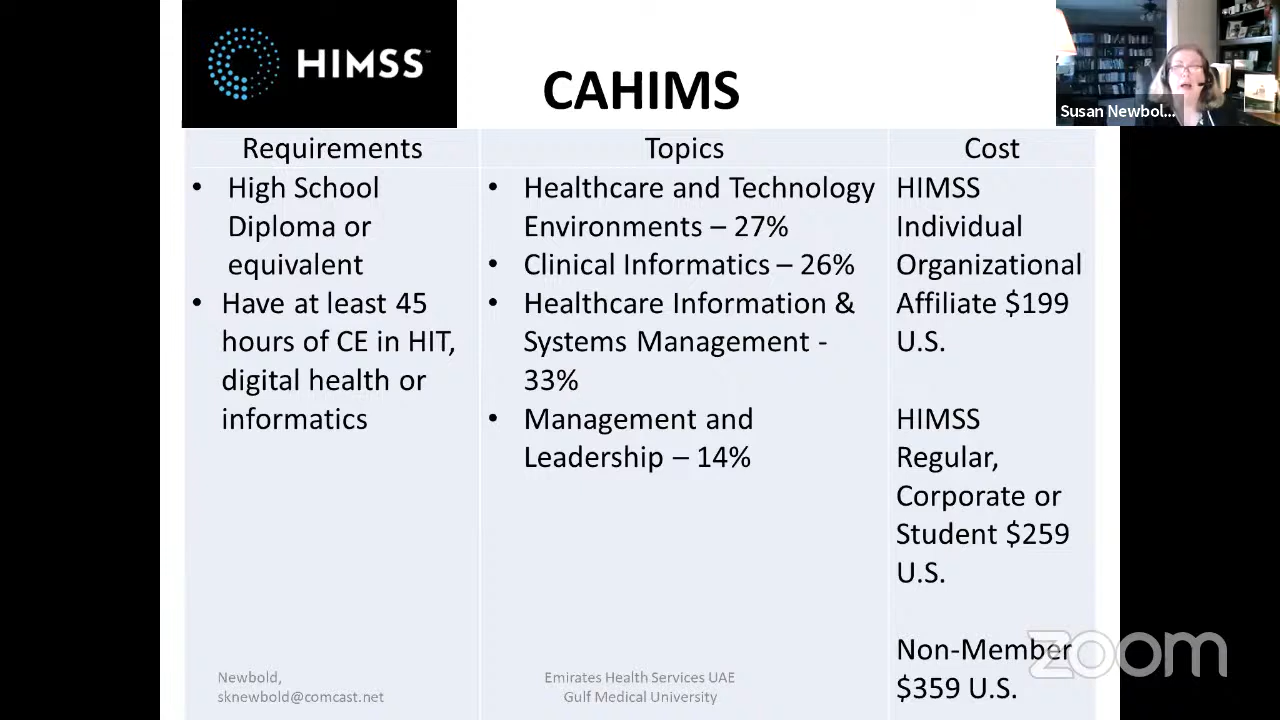 HIMSS™
CAHIMS
Susan Newbol...
Requirements
• High School
Diploma or
equivalent
• Have at least 45
hours of CE in HIT,
digital health or
informatics
Topics
• Healthcare and Technology
Environments – 27%
• Clinical Informatics – 26%
• Healthcare Information &
Systems Management -
33%
• Management and
Leadership – 14%
Cost
HIMSS
Individual
Organizational
Affiliate $199
U.S.
HIMSS
Regular,
Corporate or
Student $259
U.S.
Non-Member
$359 U.S.
Newbold,
sknewbold@comcast.net
Emirates Health Services UAE
Gulf Medical University
zoom